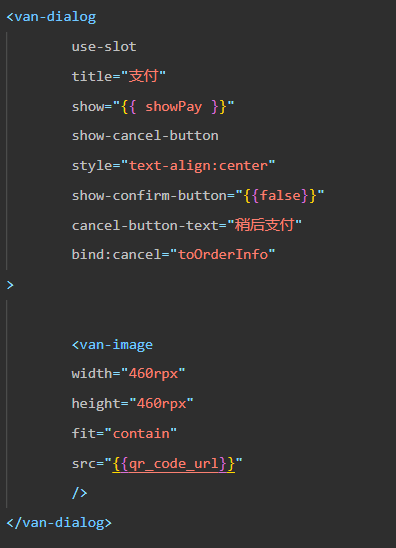 <van-dialog
use-slot
title="支付"
show="{{ showPay }}"
show-cancel-button
style="text-align:center"
show-confirm-button="{{false}}"
cancel-button-text="稍后支付"
bind:cancel="toOrderInfo"
>
<van-image
width="460rpx"
height="460rpx"
fit="contain"
src="{{qr_code_url}}"
/>
</van-dialog>